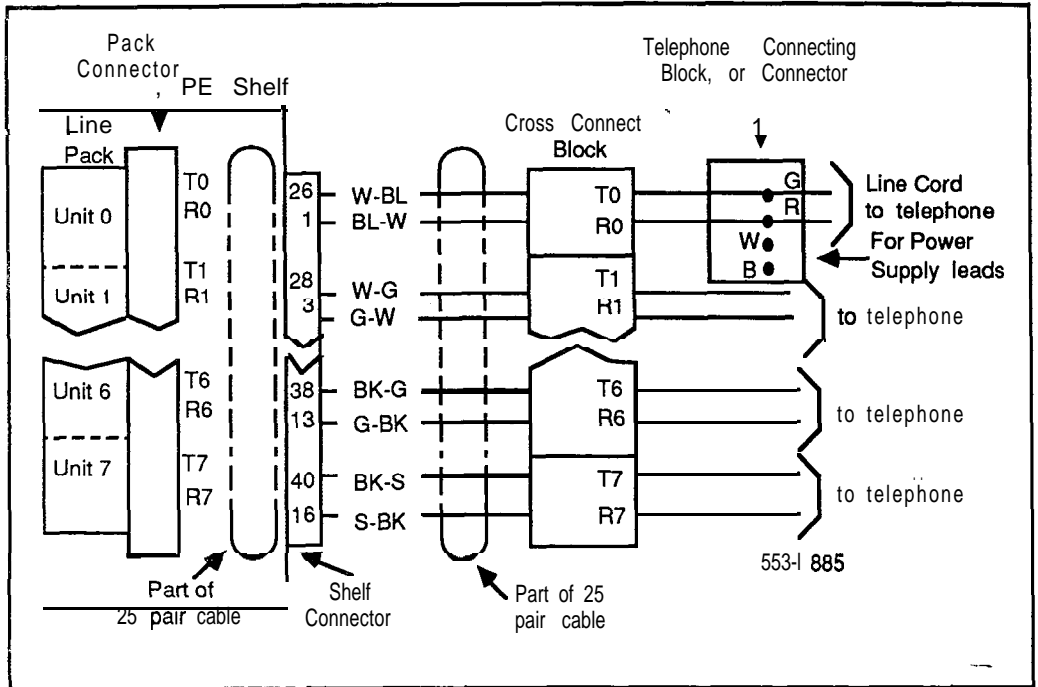 Pack
Connector
, PE Shelf
Line
Pack
Unit 0
Unit 1
Unit 6
Unit 7
T0
R0
T1
R1
T6
R6
T7
R7
26
1
28
3
38
13
40
16
W-BL
BL-W
W-G
G-W
BK-G
G-BK
BK-S
S-BK
Cross Connect
Block
T0
R0
T1
R1
T6
R6
T7
R7
Telephone Connecting
Block, or Connector
1
G
R
W
B
Line Cord
to telephone
For Power
Supply leads
to telephone
to telephone
to telephone
553-I 885
Part of
25 pair cable
Shelf
Connector
Part of 25
pair cable